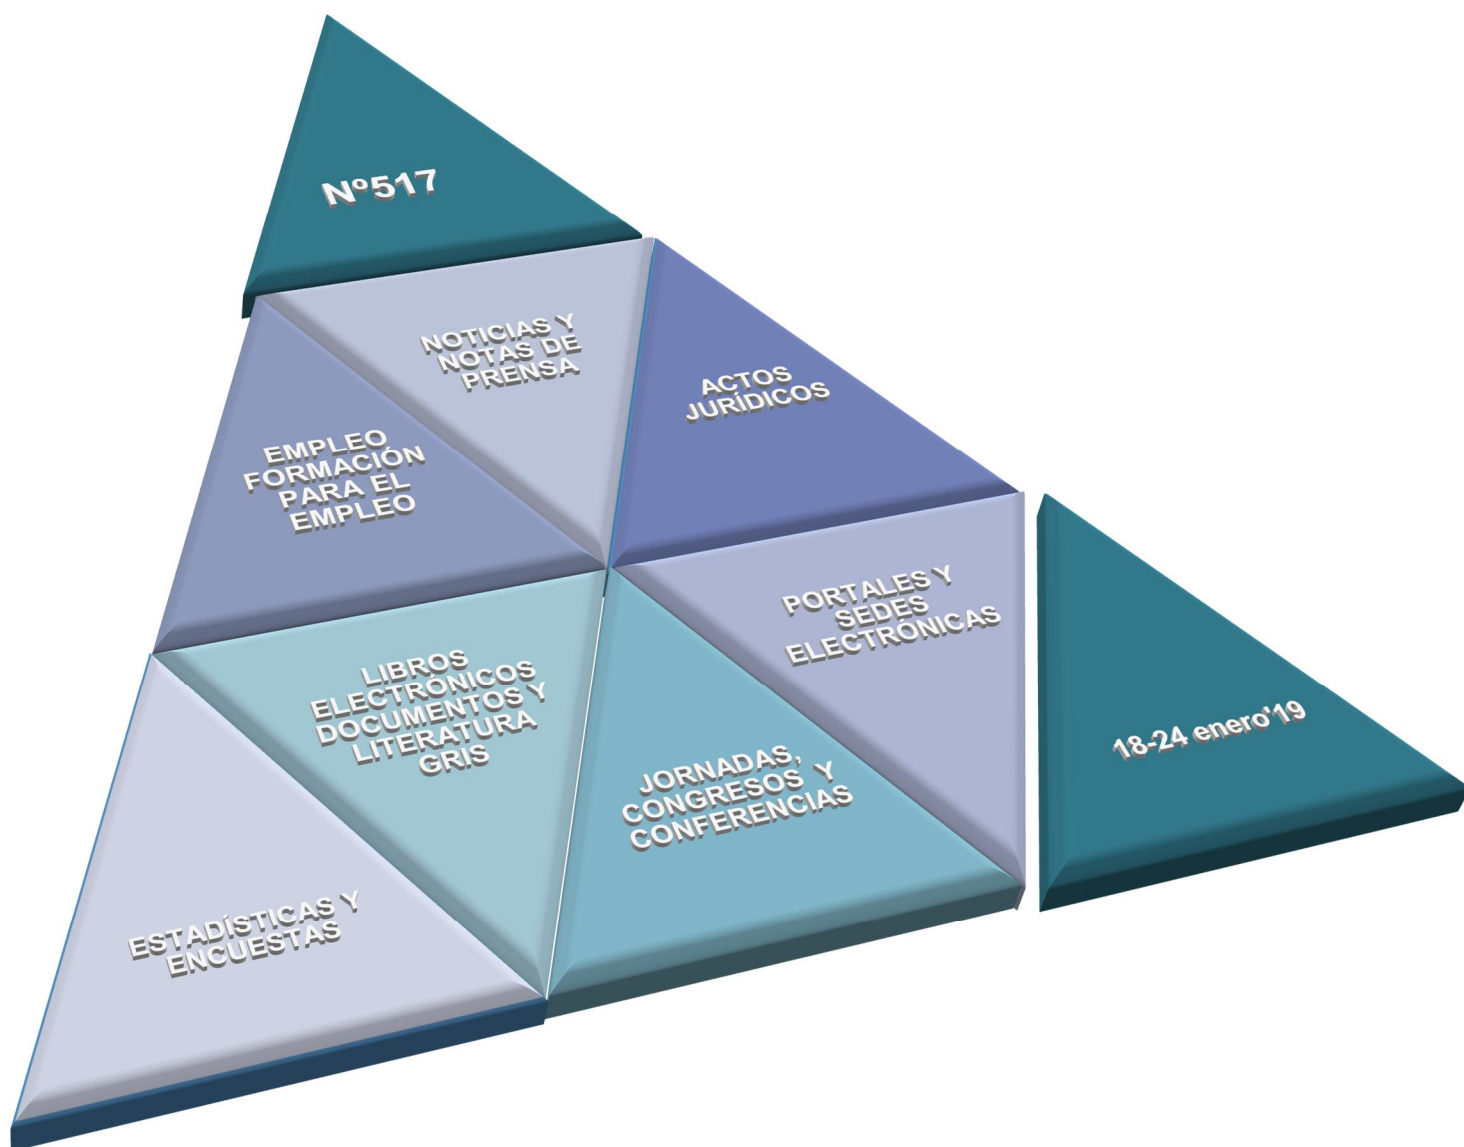 Nº517
NOTICIAS Y
NOTAS DE
PRENSA
ACTOS
JURÍDICOS
EMPLEO
FORMACIÓN
PARA EL
EMPLEO
PORTALES Y
SEDES
ELECTRÓNICAS
LIBROS
ELECTRÓNICOS
DOCUMENTOS Y
LITERATURA
GRIS
18-24 enero'19
JORNADAS,
CONGRESOS Y
CONFERENCIAS
ESTADÍSTICAS Y
ENCUESTAS